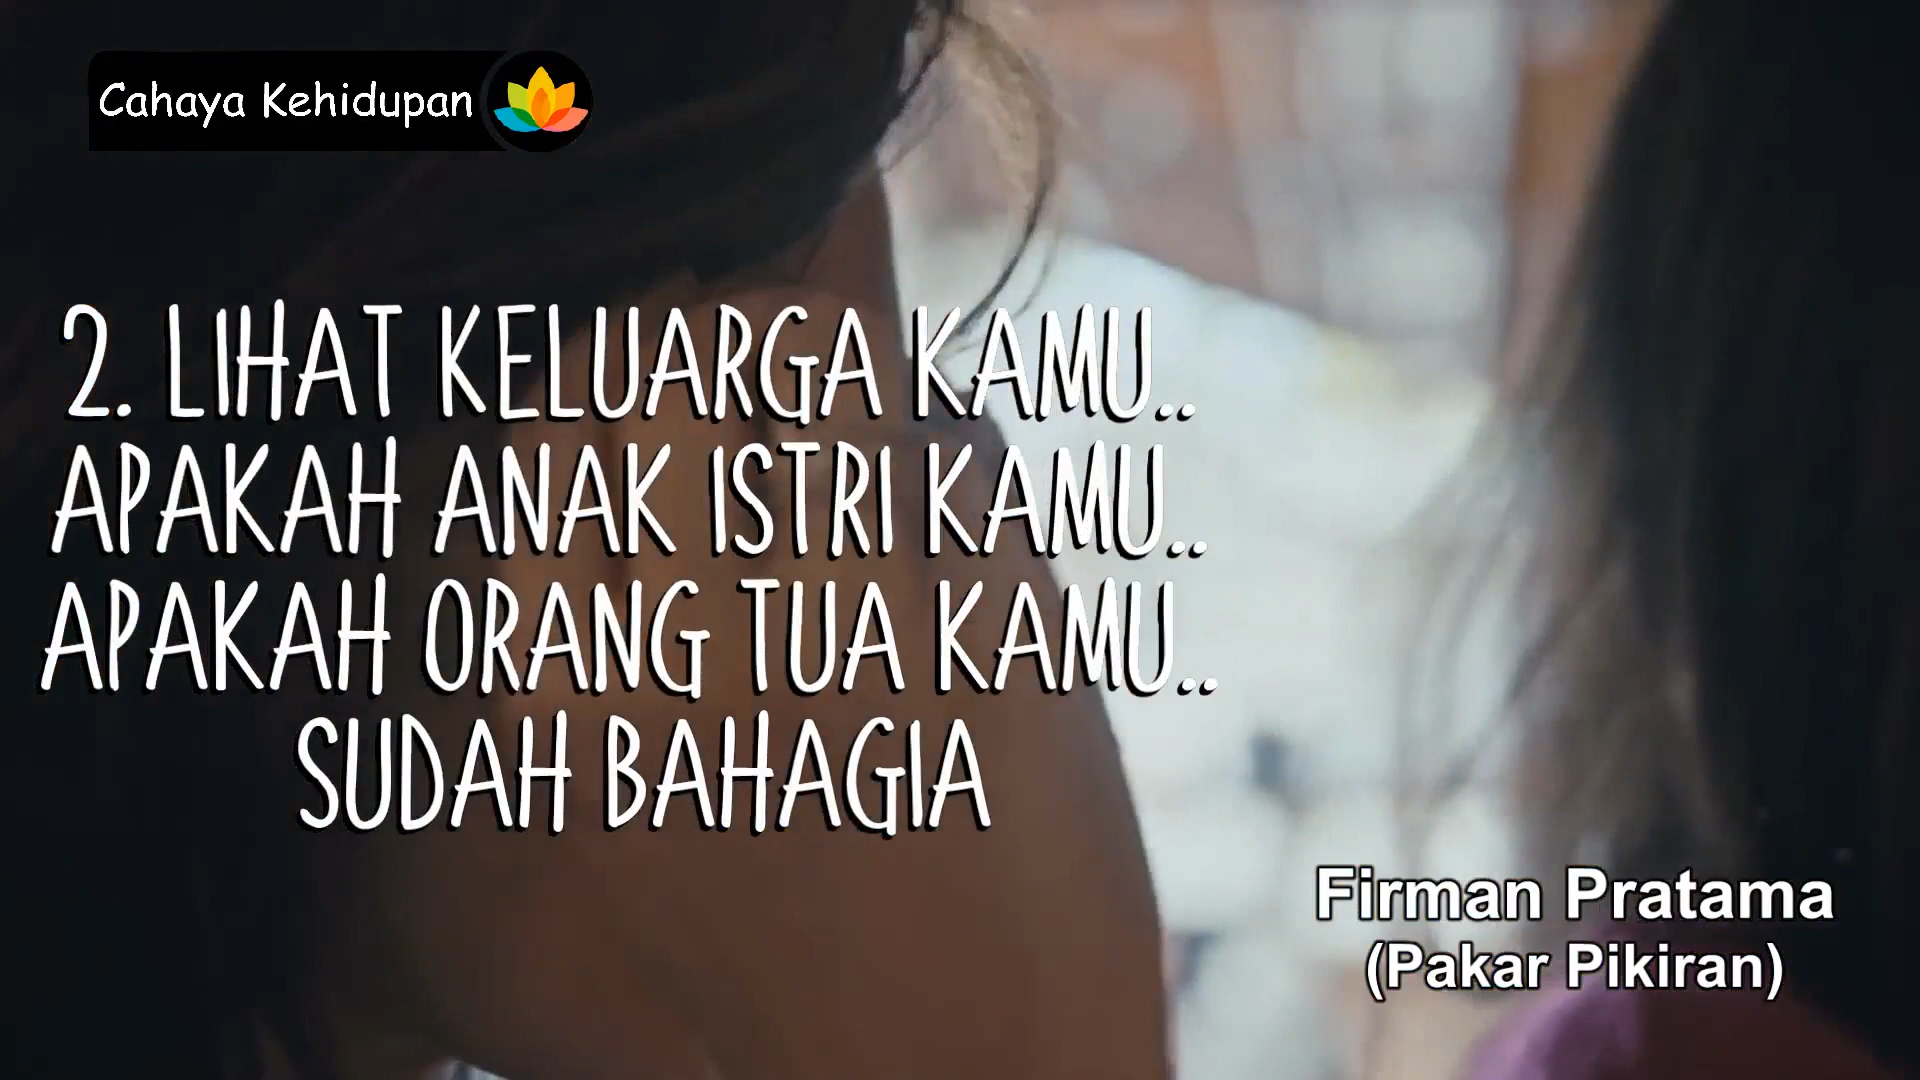 Cahaya Kehidupan
2. LIHAT KELUARGA KAMU..
APAKAH ANAK ISTRI KAMU..
APAKAH ORANG TUA KAMU..
SUDAH BAHAGIA
Firman Pratama
(Pakar Pikiran)